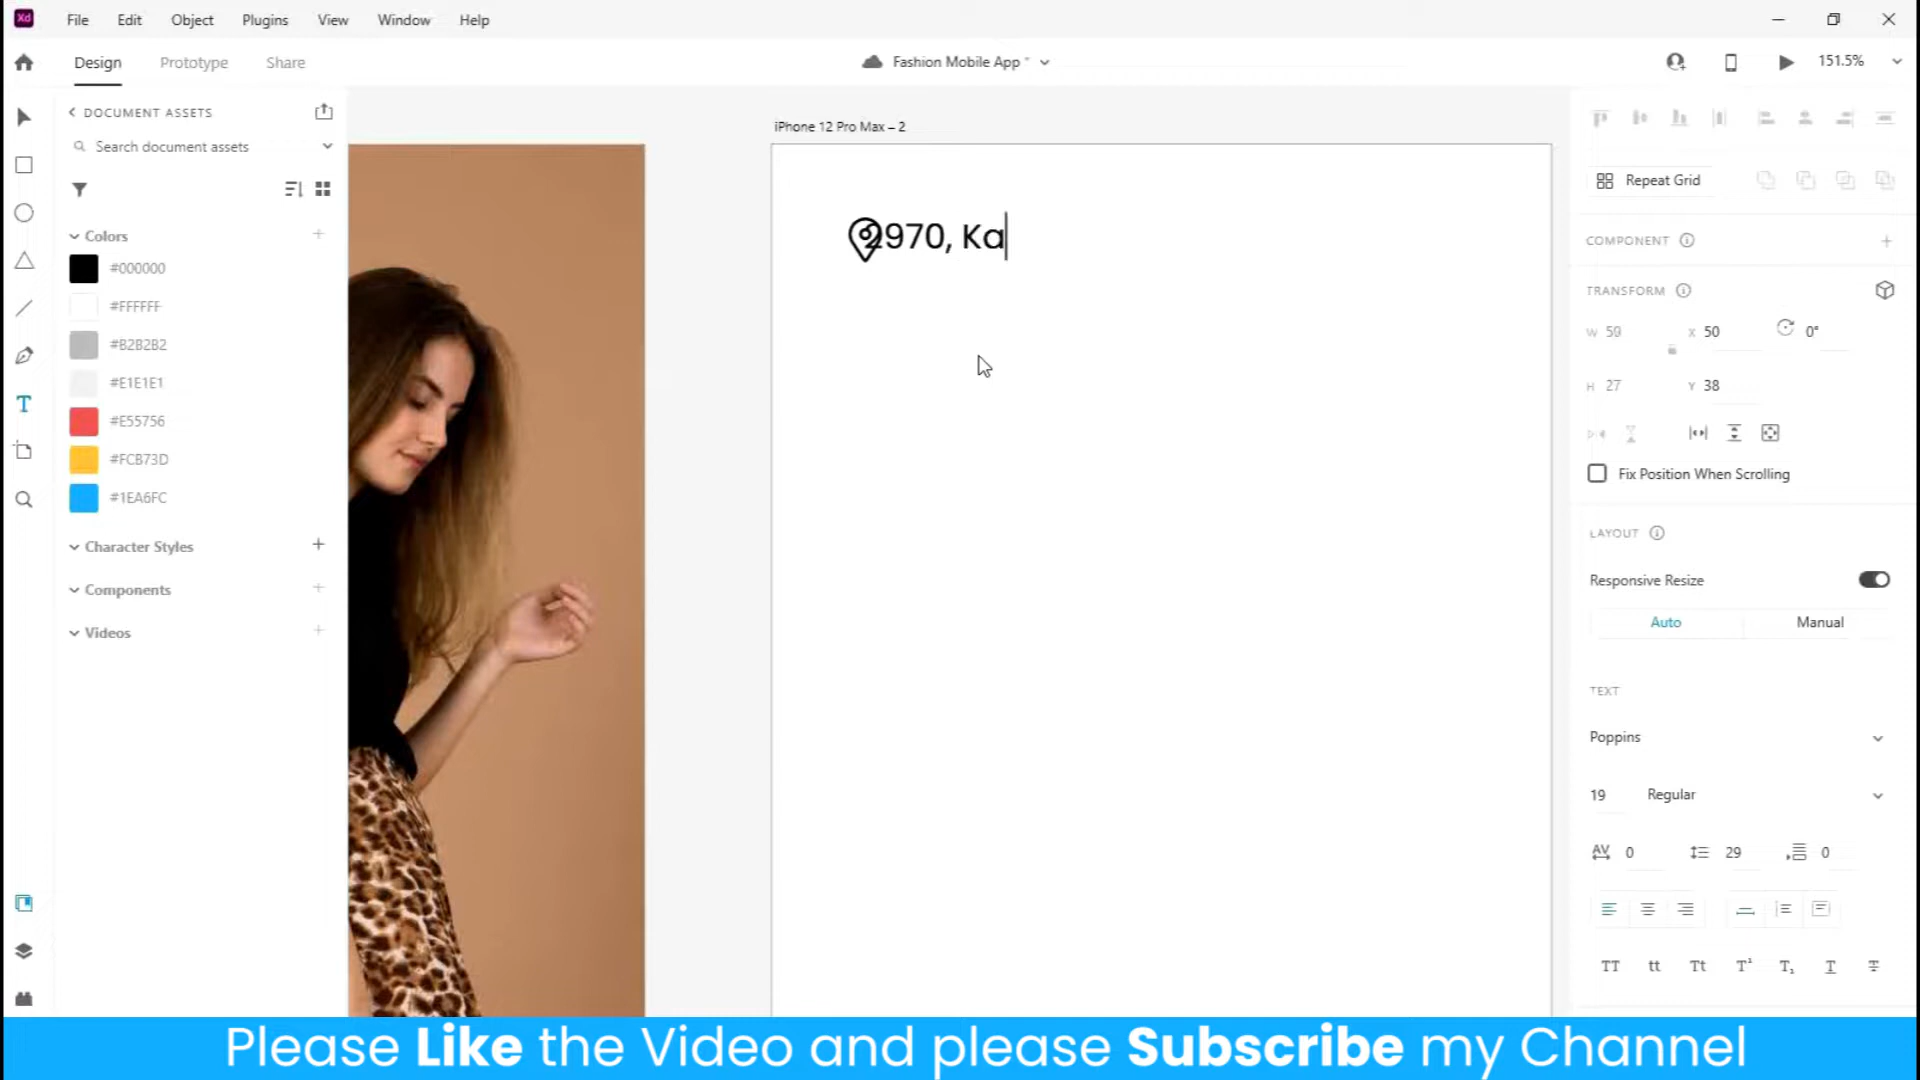 Xd File Edit Object Plugins View Window Help
Design Prototype Share Fashion Mobile App * 151.5%
DOCUMENT ASSETS
Search document assets
Colors
#000000
#FFFFFF
#B2B2B2
#E1E1E1
#E55756
#FCB73D
#1EA6FC
Character Styles
Components
Videos
iPhone 12 Pro Max – 2
2970, Ka
Repeat Grid
COMPONENT
TRANSFORM
W 59 X 50 0°
H 27 Y 38
Fix Position When Scrolling
LAYOUT
Responsive Resize
Auto Manual
TEXT
Poppins
19 Regular
AV 0 29 0
TT tt Tt T¹ T₁ T T
Please Like the Video and please Subscribe my Channel